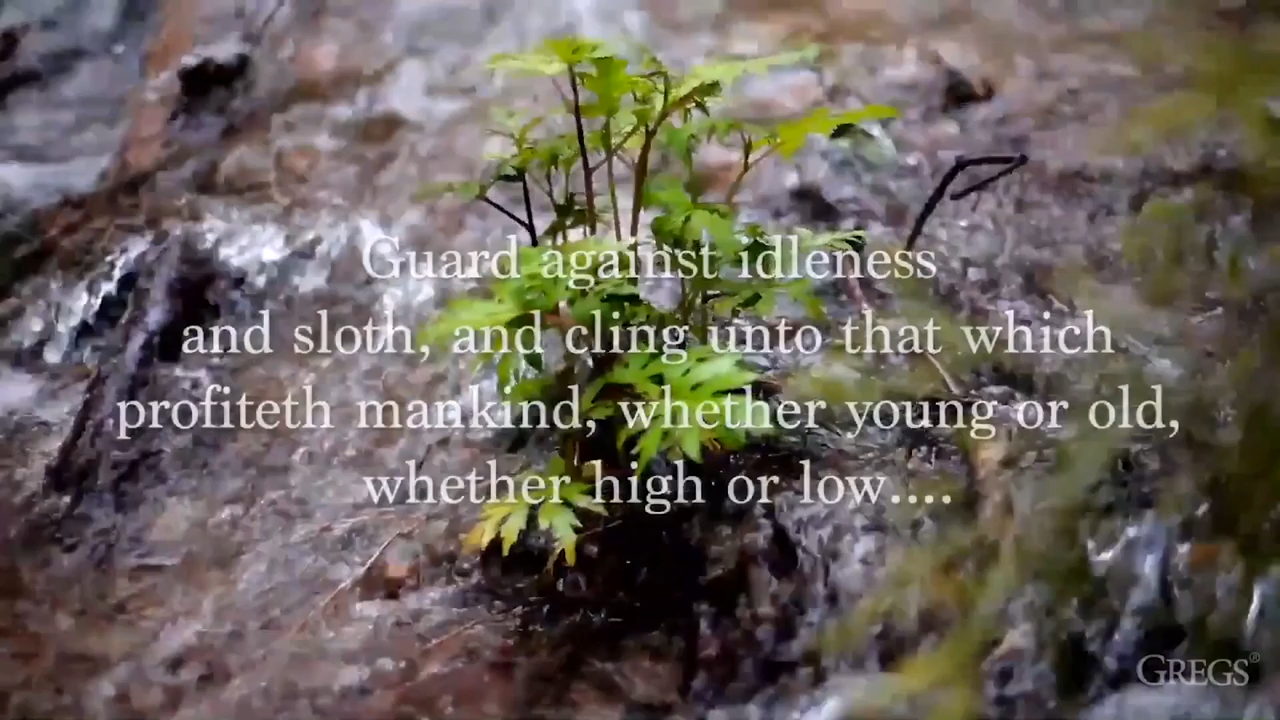 Guard against idleness
and sloth, and cling unto that which
profiteth mankind, whether young or old,
whether high or low....
GREGS®